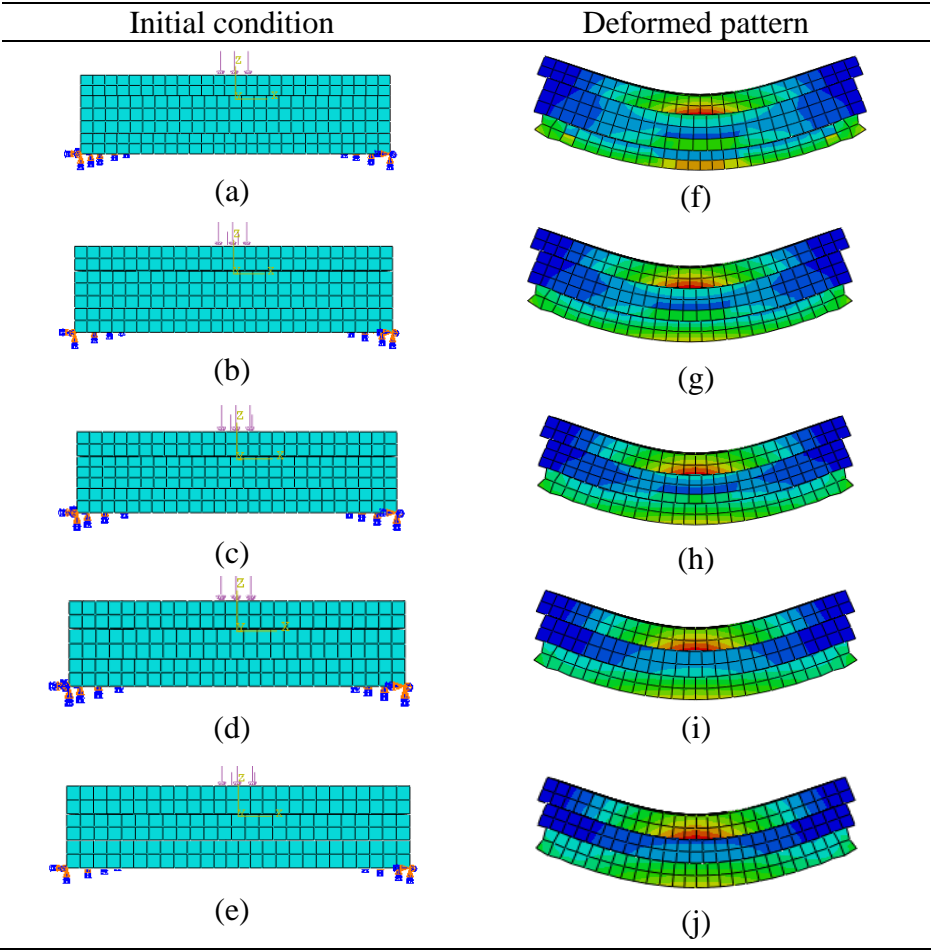 Initial condition Deformed pattern
z
(a) (f)
z
(b) (g)
z
(c) (h)
z
(d) (i)
z
(e) (j)